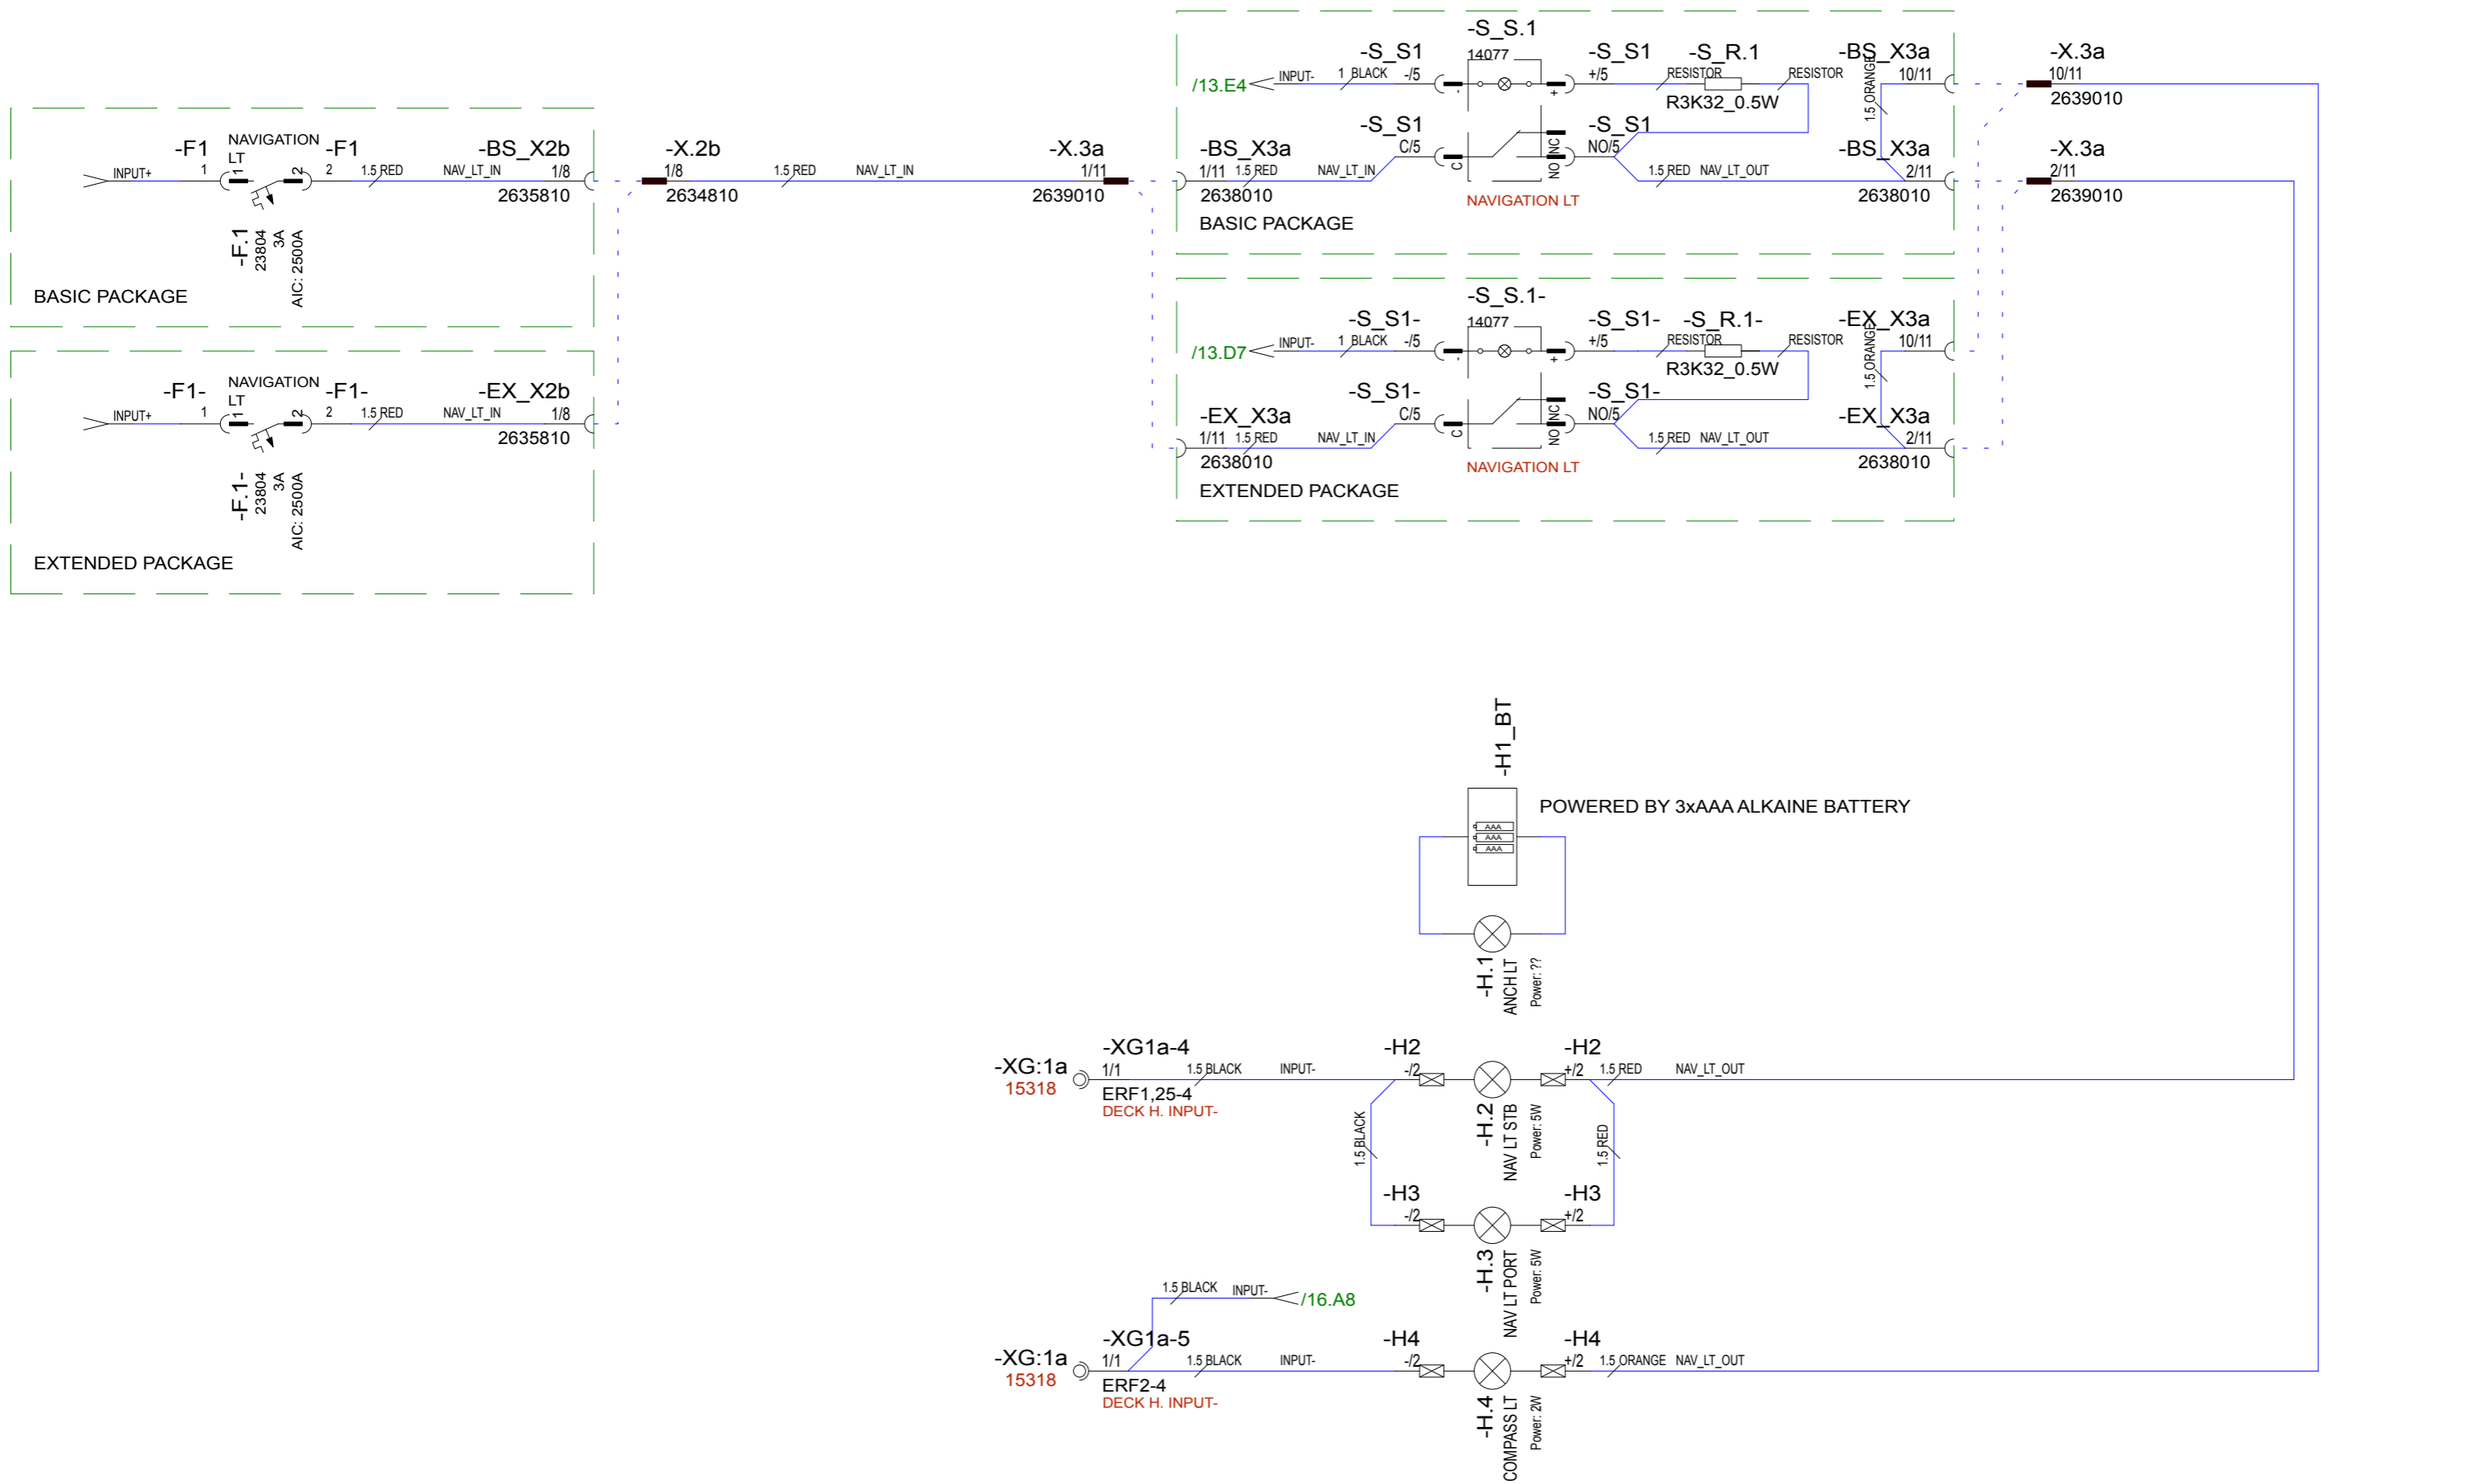 -F1
NAVIGATION
LT
-F1
-BS_X2b
INPUT+
1
1
2
2
1.5 RED
NAV_LT_IN
1/8
2635810
-F.1
23804
3A
AIC: 2500A
BASIC PACKAGE
-F1-
NAVIGATION
LT
-F1-
-EX_X2b
INPUT+
1
1
2
2
1.5 RED
NAV_LT_IN
1/8
2635810
-F.1-
23804
3A
AIC: 2500A
EXTENDED PACKAGE
-X.2b
1/8
2634810
1.5 RED
NAV_LT_IN
-X.3a
1/11
2639010
-S_S.1
14077
-S_S1
-S_S1
-S_R.1
-BS_X3a
/13.E4
INPUT-
1 BLACK
-/5
-
+
+/5
RESISTOR
RESISTOR
R3K32_0.5W
10/11
1.5 ORANGE
-S_S1
C/5
C
NO
NC
-S_S1
NO/5
-BS_X3a
1/11
1.5 RED
NAV_LT_IN
2638010
1.5 RED
NAV_LT_OUT
-BS_X3a
2/11
2638010
NAVIGATION LT
BASIC PACKAGE
-X.3a
10/11
2639010
-X.3a
2/11
2639010
-S_S.1-
14077
-S_S1-
-S_S1-
-S_R.1-
-EX_X3a
/13.D7
INPUT-
1 BLACK
-/5
-
+
+/5
RESISTOR
RESISTOR
R3K32_0.5W
10/11
1.5 ORANGE
-S_S1-
C/5
C
NO
NC
-S_S1-
NO/5
-EX_X3a
1/11
1.5 RED
NAV_LT_IN
2638010
1.5 RED
NAV_LT_OUT
-EX_X3a
2/11
2638010
NAVIGATION LT
EXTENDED PACKAGE
-H1_BT
AAA
AAA
AAA
POWERED BY 3xAAA ALKAINE BATTERY
-H.1
ANCH LT
Power: ??
-XG:1a
15318
-XG1a-4
1/1
1.5 BLACK
INPUT-
ERF1,25-4
DECK H. INPUT-
-H2
-/2
-H2
+/2
1.5 RED
NAV_LT_OUT
-H.2
NAV LT STB
Power: 5W
1.5 BLACK
1.5 RED
-H3
-/2
-H3
+/2
-H.3
NAV LT PORT
Power: 5W
1.5 BLACK
INPUT-
/16.A8
-XG:1a
15318
-XG1a-5
1/1
1.5 BLACK
INPUT-
ERF2-4
DECK H. INPUT-
-H4
-/2
-H4
+/2
1.5 ORANGE
NAV_LT_OUT
-H.4
COMPASS LT
Power: 2W